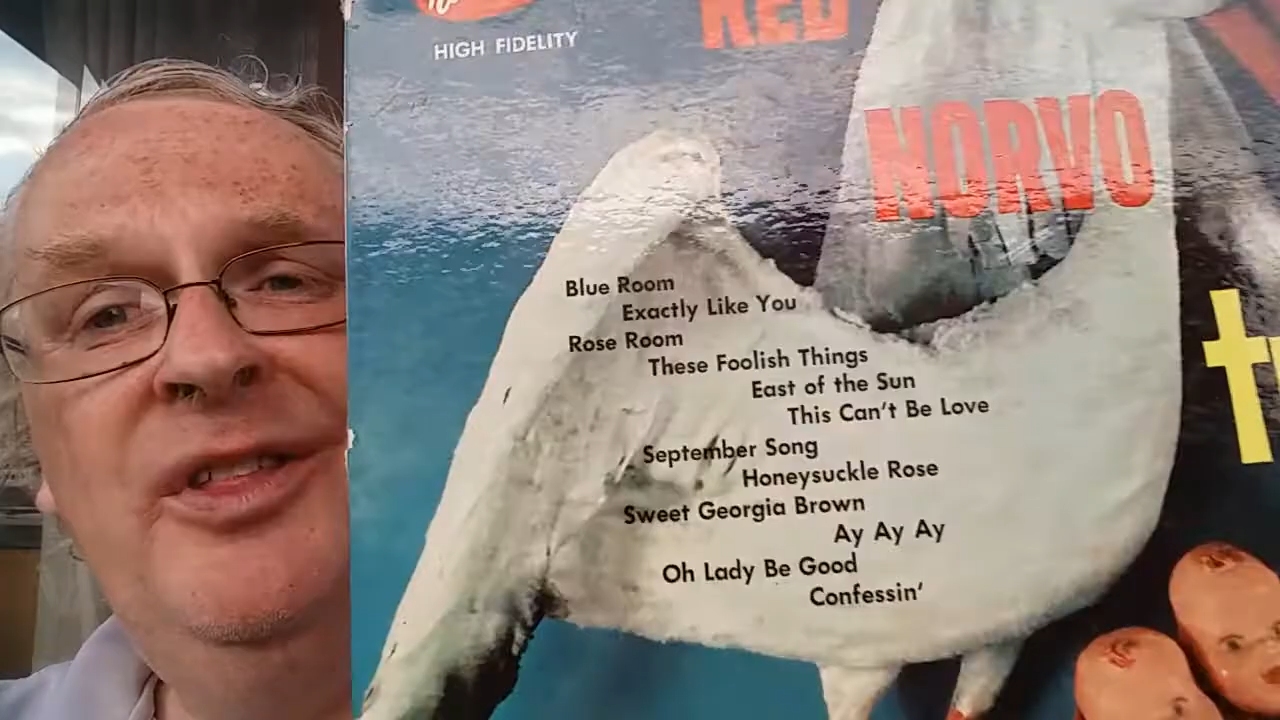 HIGH FIDELITY
RED
NORVO
Blue Room
Exactly Like You
Rose Room
These Foolish Things
East of the Sun
This Can't Be Love
September Song
Honeysuckle Rose
Sweet Georgia Brown
Ay Ay Ay
Oh Lady Be Good
Confessin'